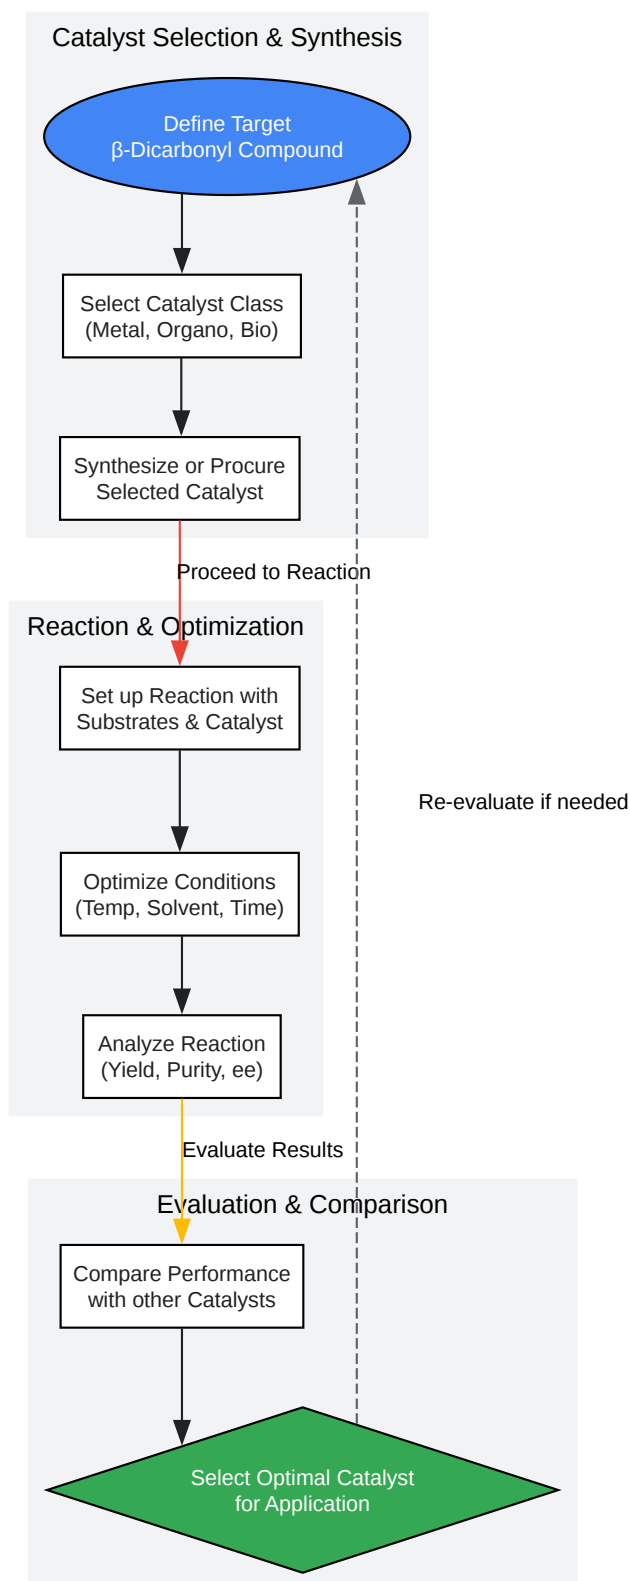 Catalyst Selection & Synthesis
Define Target
β-Dicarbonyl Compound
Select Catalyst Class
(Metal, Organo, Bio)
Synthesize or Procure
Selected Catalyst
Proceed to Reaction
Reaction & Optimization
Set up Reaction with
Substrates & Catalyst
Re-evaluate if needed
Optimize Conditions
(Temp, Solvent, Time)
Analyze Reaction
(Yield, Purity, ee)
Evaluate Results
Evaluation & Comparison
Compare Performance
with other Catalysts
Select Optimal Catalyst
for Application